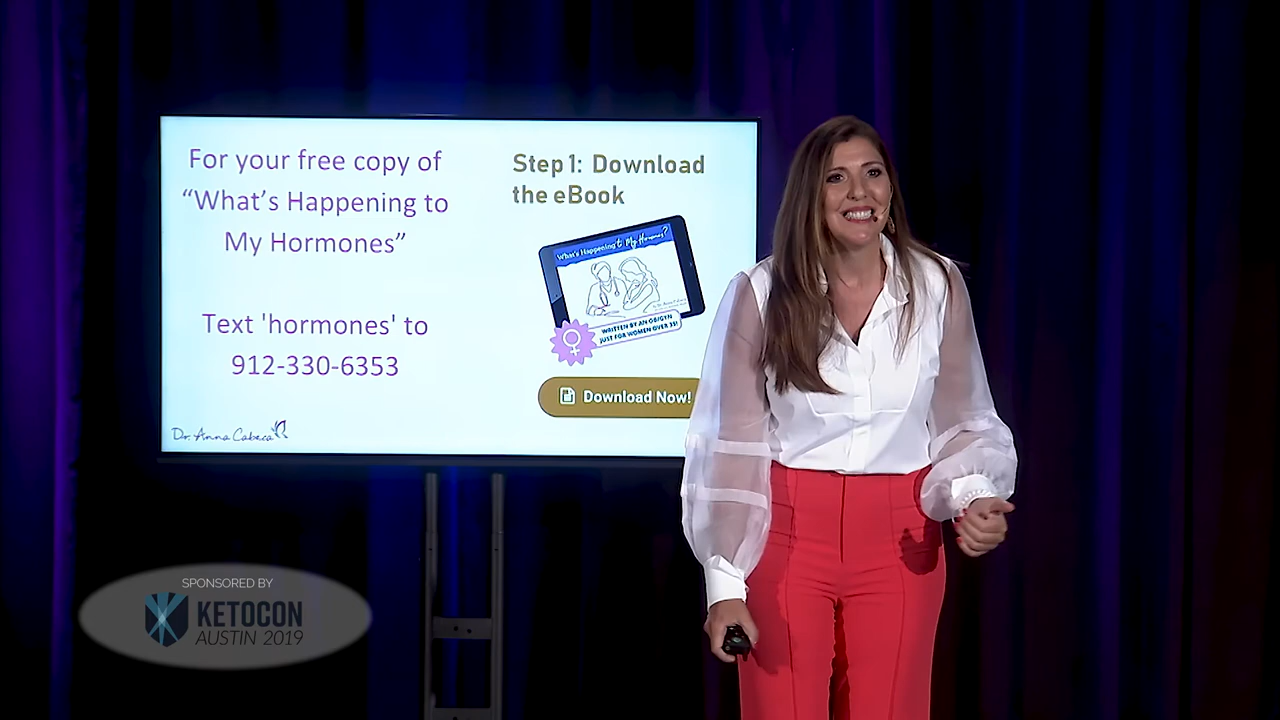 For your free copy of
“What’s Happening to
My Hormones”
Text 'hormones' to
912-330-6353
Dr. Anna Cabeca
Step 1: Download
the eBook
What's Happening to My Hormones?
WRITTEN BY AN OB/GYN
JUST FOR WOMEN OVER 35!
Download Now!
SPONSORED BY
KETOCON
AUSTIN 2019